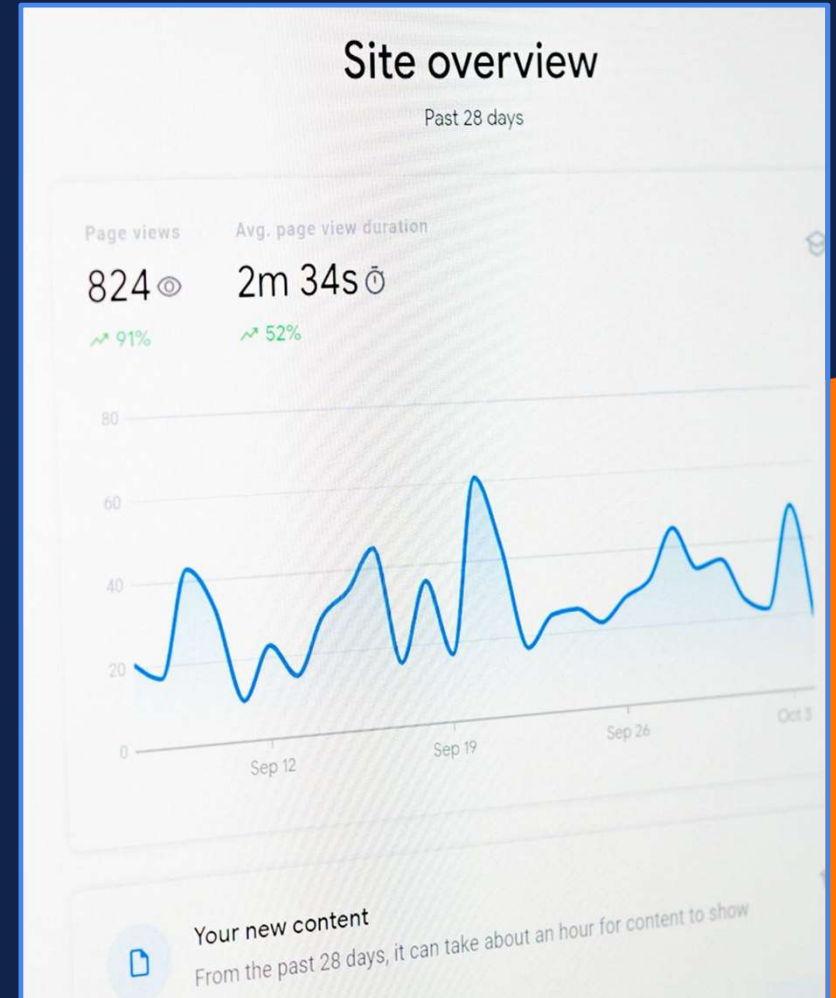 Site overview
Past 28 days
Page views
Avg. page view duration
824
2m 34s
91%
52%
80
60
40
20
0
Sep 12
Sep 19
Sep 26
Oct 3
Your new content
From the past 28 days, it can take about an hour for content to show